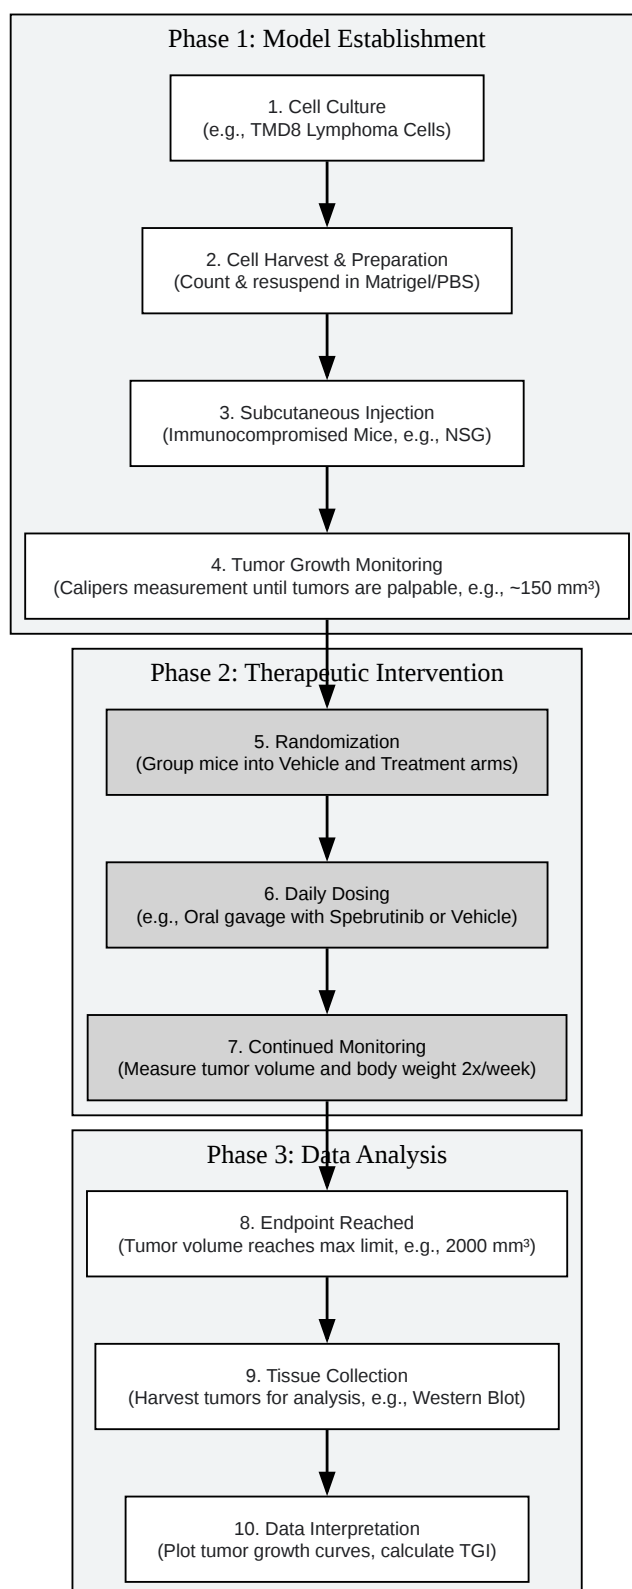 Phase 1: Model Establishment
1. Cell Culture
(e.g., TMD8 Lymphoma Cells)
2. Cell Harvest & Preparation
(Count & resuspend in Matrigel/PBS)
3. Subcutaneous Injection
(Immunocompromised Mice, e.g., NSG)
4. Tumor Growth Monitoring
(Calipers measurement until tumors are palpable, e.g., ~150 mm³)
Phase 2: Therapeutic Intervention
5. Randomization
(Group mice into Vehicle and Treatment arms)
6. Daily Dosing
(e.g., Oral gavage with Spebrutinib or Vehicle)
7. Continued Monitoring
(Measure tumor volume and body weight 2x/week)
Phase 3: Data Analysis
8. Endpoint Reached
(Tumor volume reaches max limit, e.g., 2000 mm³)
9. Tissue Collection
(Harvest tumors for analysis, e.g., Western Blot)
10. Data Interpretation
(Plot tumor growth curves, calculate TGI)